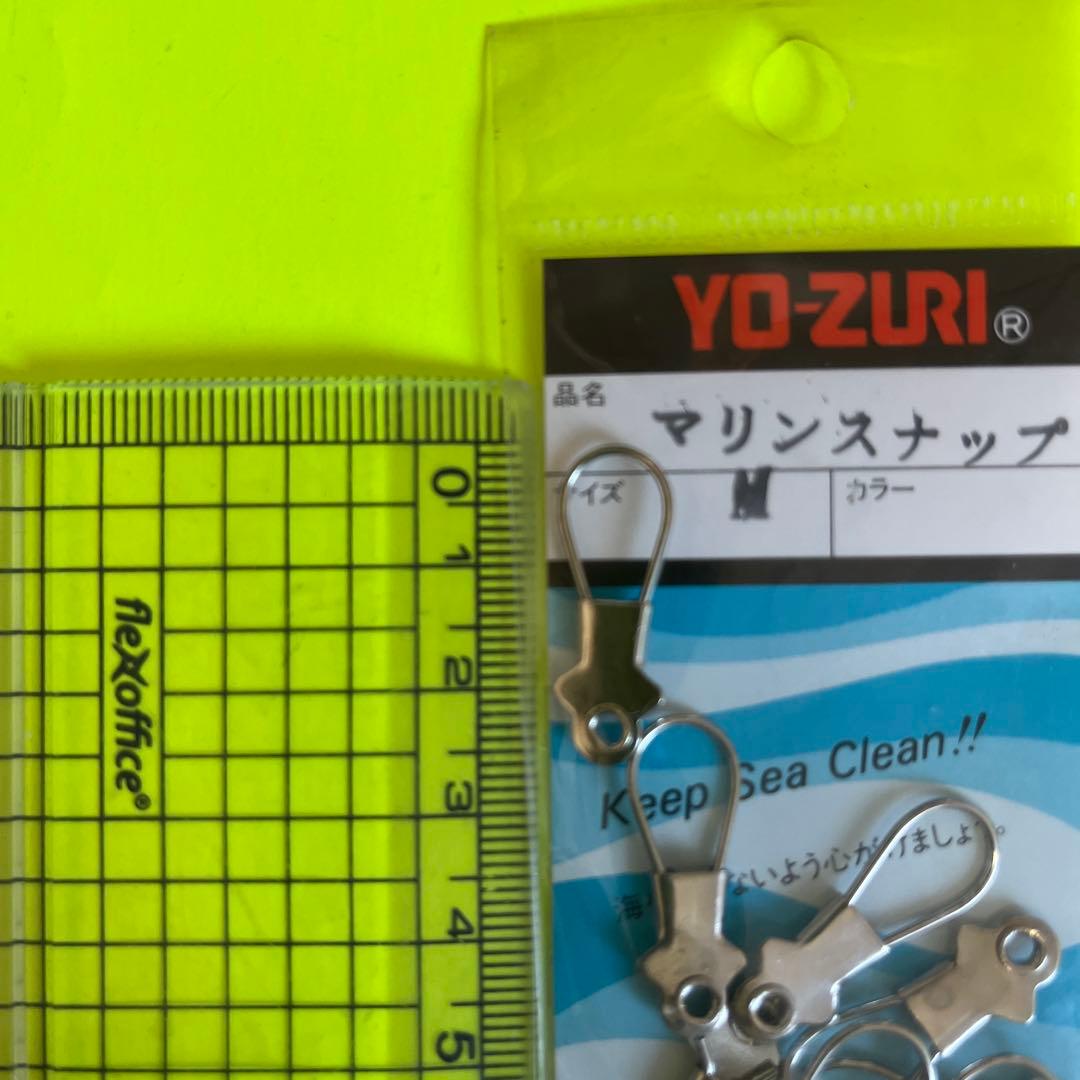 YO-ZURI®
品名
マリンスナップ
サイズ M カラー
Keep Sea Clean!!
ないよう心がけましょう。
0
1
2
3
4
5
flexoffice®